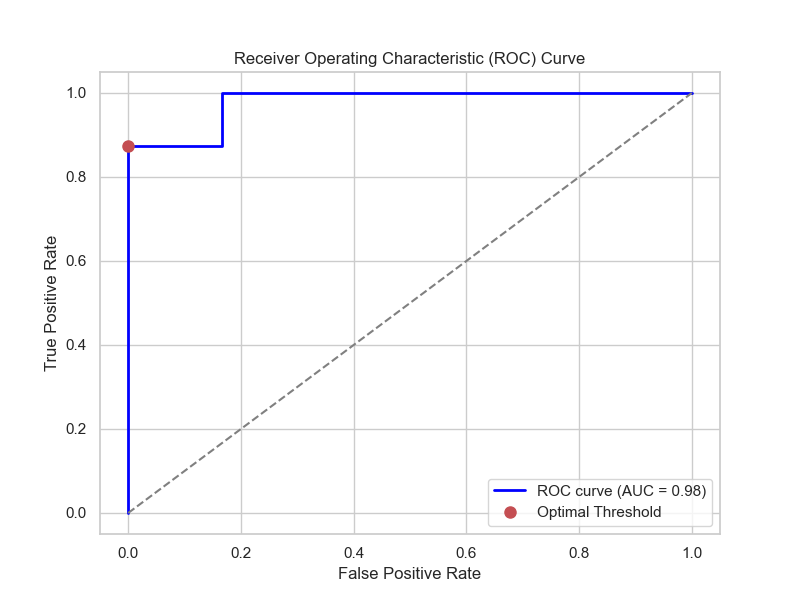 Receiver Operating Characteristic (ROC) Curve
True Positive Rate
1.0
0.8
0.6
0.4
0.2
0.0
0.0 0.2 0.4 0.6 0.8 1.0
False Positive Rate
ROC curve (AUC = 0.98)
Optimal Threshold